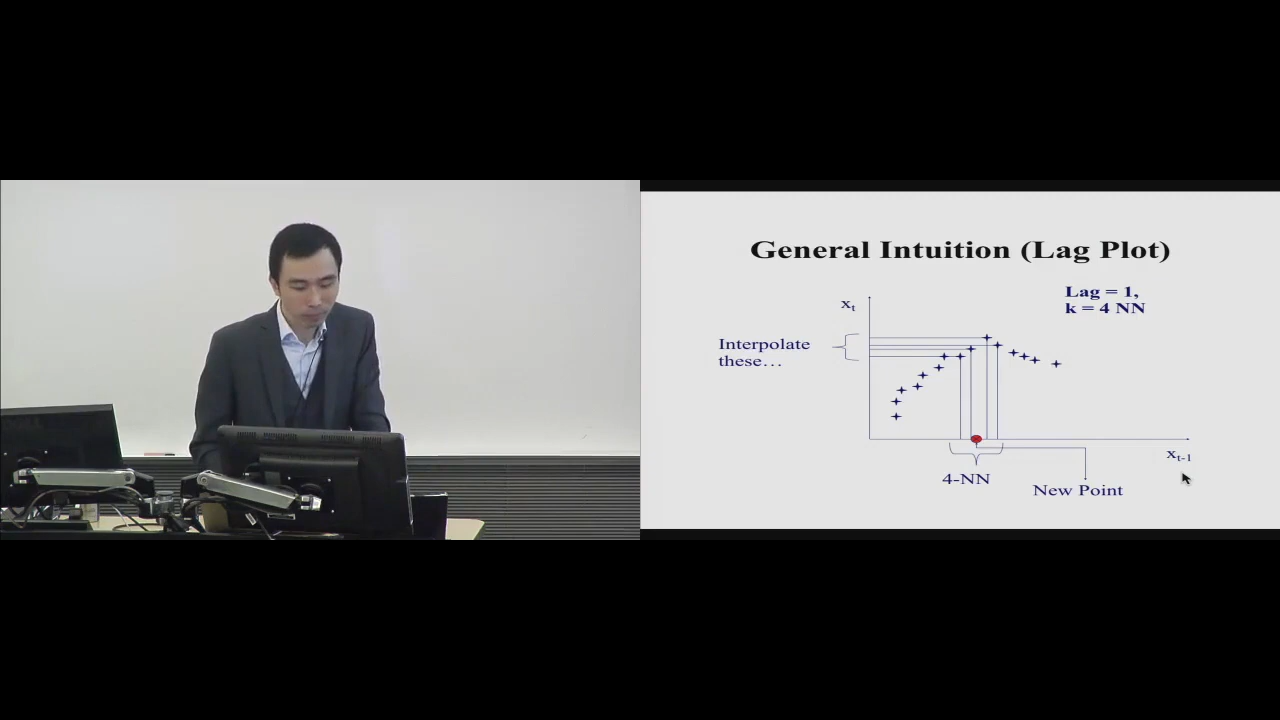 General Intuition (Lag Plot)
Lag = 1,
k = 4 NN
xt
Interpolate
these…
xt-1
4-NN
New Point